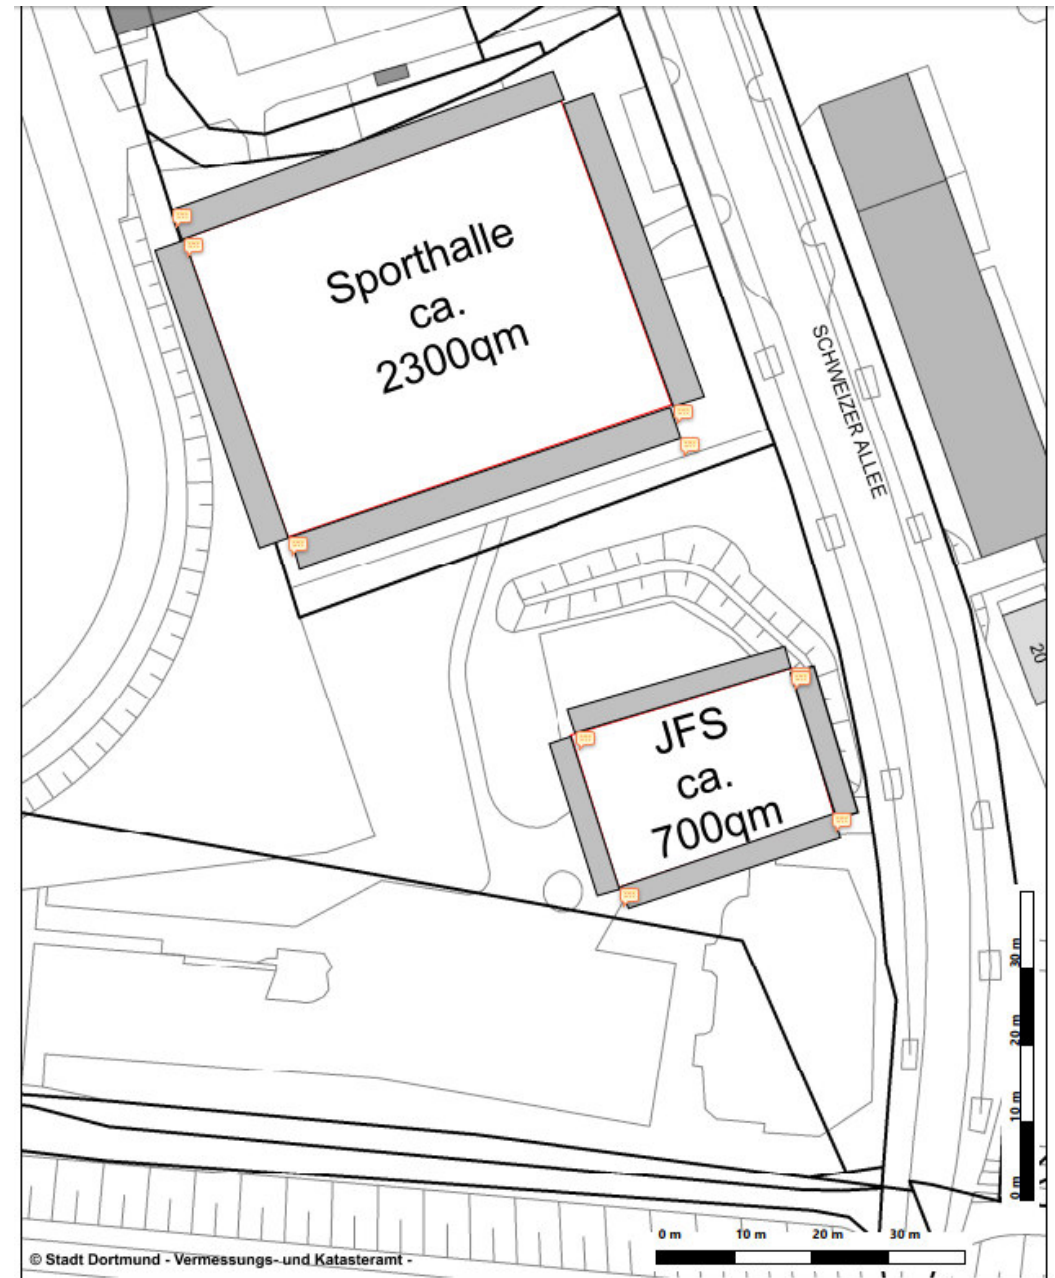 Sporthalle
ca.
2300qm
SCHWEIZER ALLEE
20
JFS
ca.
700qm
30 m
20 m
10 m
0 m
0 m 10 m 20 m 30 m
© Stadt Dortmund - Vermessungs- und Katasteramt -